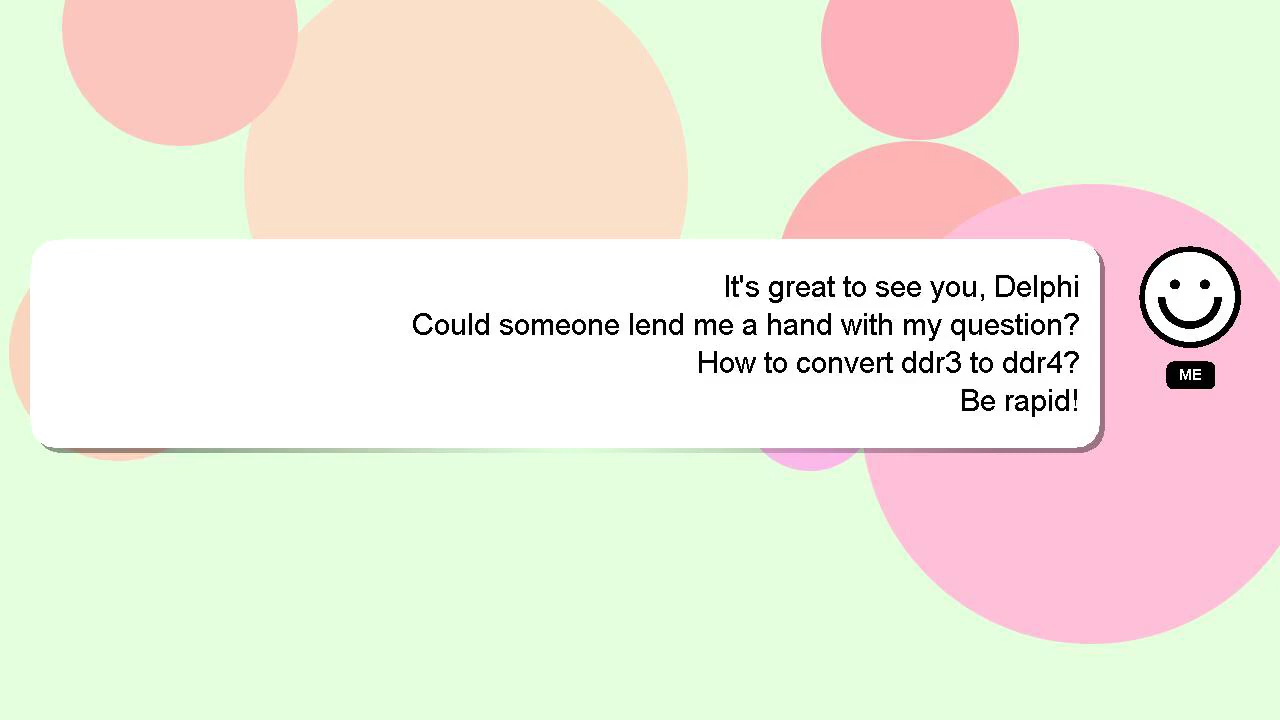 It's great to see you, Delphi
Could someone lend me a hand with my question?
How to convert ddr3 to ddr4?
Be rapid!
ME